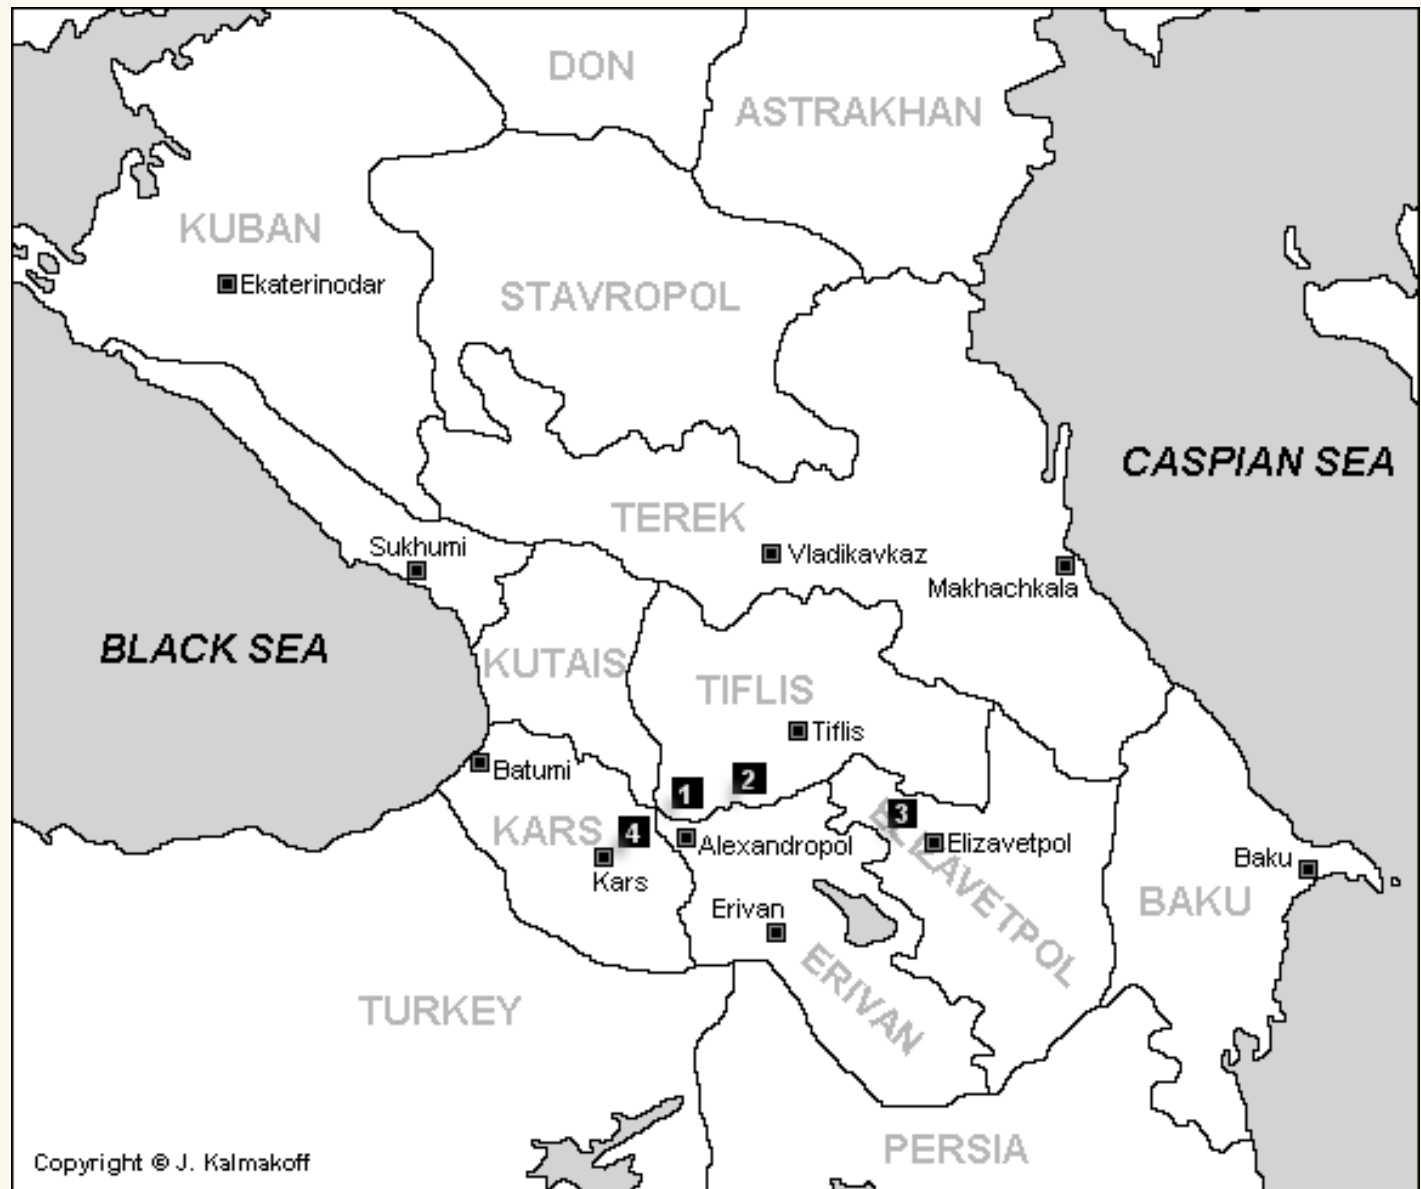 DON
ASTRAKHAN
KUBAN
Ekaterinodar
STAVROPOL
CASPIAN SEA
TEREK
Sukhumi
Vladikavkaz
Makhachkala
BLACK SEA
KUTAIS
TIFLIS
Tiflis
Batumi
1
2
3
4
KARS
Kars
Alexandropol
Elizavetpol
ELIZAVETPOL
Baku
BAKU
Erivan
ERIVAN
TURKEY
PERSIA
Copyright © J. Kalmakoff